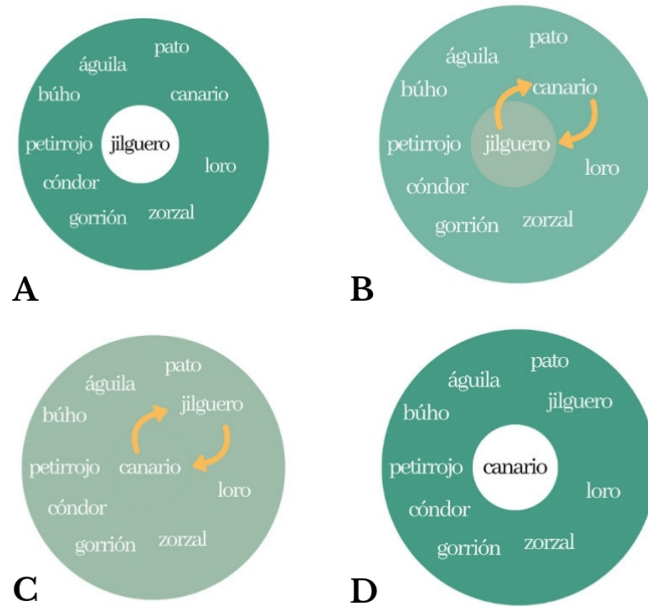 pato
águila
búho
canario
petirrojo
jilguero
loro
cóndor
gorrión
zorzal
A
pato
águila
búho
canario
petirrojo
jilguero
loro
cóndor
gorrión
zorzal
B
pato
águila
búho
jilguero
petirrojo
canario
loro
cóndor
gorrión
zorzal
C
pato
águila
búho
jilguero
petirrojo
canario
loro
cóndor
gorrión
zorzal
D